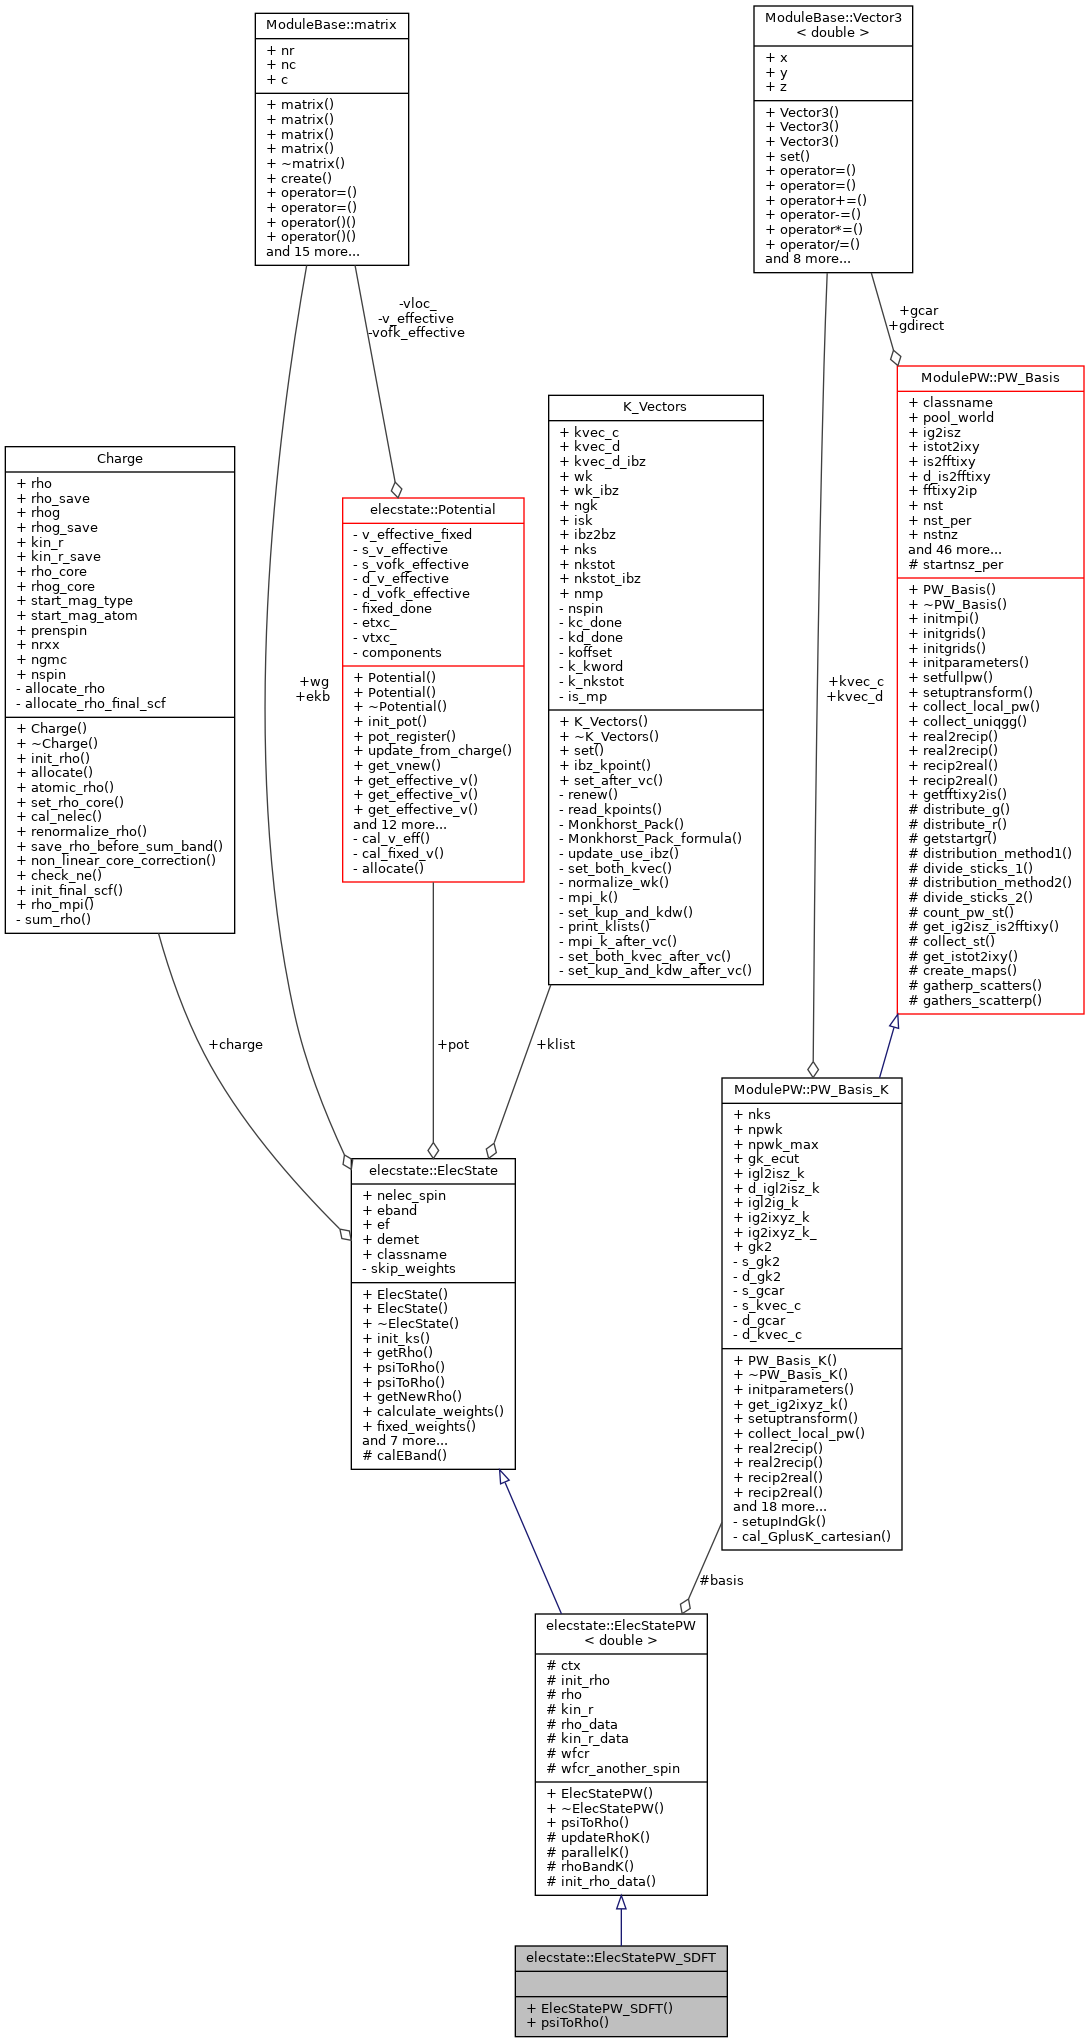 ModuleBase::matrix
+ nr
+ nc
+ c
+ matrix()
+ matrix()
+ matrix()
+ matrix()
+ ~matrix()
+ create()
+ operator=()
+ operator=()
+ operator()()
+ operator()()
and 15 more...
ModuleBase::Vector3
< double >
+ x
+ y
+ z
+ Vector3()
+ Vector3()
+ Vector3()
+ set()
+ operator=()
+ operator=()
+ operator+=()
+ operator-=()
+ operator*=()
+ operator/=()
and 8 more...
-vloc_
-v_effective
-vofk_effective
+gcar
+gdirect
Charge
+ rho
+ rho_save
+ rhog
+ rhog_save
+ kin_r
+ kin_r_save
+ rho_core
+ rhog_core
+ start_mag_type
+ start_mag_atom
+ prenspin
+ nrxx
+ ngmc
+ nspin
- allocate_rho
- allocate_rho_final_scf
+ Charge()
+ ~Charge()
+ init_rho()
+ allocate()
+ atomic_rho()
+ set_rho_core()
+ cal_nelec()
+ renormalize_rho()
+ save_rho_before_sum_band()
+ non_linear_core_correction()
+ check_ne()
+ init_final_scf()
+ rho_mpi()
- sum_rho()
+wg
+ekb
elecstate::Potential
- v_effective_fixed
- s_v_effective
- s_vofk_effective
- d_v_effective
- d_vofk_effective
- fixed_done
- etxc_
- vtxc_
- components
+ Potential()
+ Potential()
+ ~Potential()
+ init_pot()
+ pot_register()
+ update_from_charge()
+ get_vnew()
+ get_effective_v()
+ get_effective_v()
+ get_effective_v()
and 12 more...
- cal_v_eff()
- cal_fixed_v()
- allocate()
K_Vectors
+ kvec_c
+ kvec_d
+ kvec_d_ibz
+ wk
+ wk_ibz
+ ngk
+ isk
+ ibz2bz
+ nks
+ nkstot
+ nkstot_ibz
+ nmp
- nspin
- kc_done
- kd_done
- koffset
- k_kword
- k_nkstot
- is_mp
+ K_Vectors()
+ ~K_Vectors()
+ set()
+ ibz_kpoint()
+ set_after_vc()
- renew()
- read_kpoints()
- Monkhorst_Pack()
- Monkhorst_Pack_formula()
- update_use_ibz()
- set_both_kvec()
- normalize_wk()
- mpi_k()
- set_kup_and_kdw()
- print_klists()
- mpi_k_after_vc()
- set_both_kvec_after_vc()
- set_kup_and_kdw_after_vc()
+kvec_c
+kvec_d
ModulePW::PW_Basis
+ classname
+ pool_world
+ ig2isz
+ istot2ixy
+ is2fftixy
+ d_is2fftixy
+ fftixy2ip
+ nst
+ nst_per
+ nstnz
and 46 more...
# startnsz_per
+ PW_Basis()
+ ~PW_Basis()
+ initmpi()
+ initgrids()
+ initgrids()
+ initparameters()
+ setfullpw()
+ setuptransform()
+ collect_local_pw()
+ collect_uniqgg()
+ real2recip()
+ real2recip()
+ recip2real()
+ recip2real()
+ getfftixy2is()
# distribute_g()
# distribute_r()
# getstartgr()
# distribution_method1()
# divide_sticks_1()
# distribution_method2()
# divide_sticks_2()
# count_pw_st()
# get_ig2isz_is2fftixy()
# collect_st()
# get_istot2ixy()
# create_maps()
# gatherp_scatters()
# gathers_scatterp()
+charge
+pot
+klist
elecstate::ElecState
+ nelec_spin
+ eband
+ ef
+ demet
+ classname
- skip_weights
+ ElecState()
+ ElecState()
+ ~ElecState()
+ init_ks()
+ getRho()
+ psiToRho()
+ psiToRho()
+ getNewRho()
+ calculate_weights()
+ fixed_weights()
and 7 more...
# calEBand()
ModulePW::PW_Basis_K
+ nks
+ npwk
+ npwk_max
+ gk_ecut
+ igl2isz_k
+ d_igl2isz_k
+ igl2ig_k
+ ig2ixyz_k
+ ig2ixyz_k_
+ gk2
- s_gk2
- d_gk2
- s_gcar
- s_kvec_c
- d_gcar
- d_kvec_c
+ PW_Basis_K()
+ ~PW_Basis_K()
+ initparameters()
+ get_ig2ixyz_k()
+ setuptransform()
+ collect_local_pw()
+ real2recip()
+ real2recip()
+ recip2real()
+ recip2real()
and 18 more...
- setupIndGk()
- cal_GplusK_cartesian()
#basis
elecstate::ElecStatePW
< double >
# ctx
# init_rho
# rho
# kin_r
# rho_data
# kin_r_data
# wfcr
# wfcr_another_spin
+ ElecStatePW()
+ ~ElecStatePW()
+ psiToRho()
# updateRhoK()
# parallelK()
# rhoBandK()
# init_rho_data()
elecstate::ElecStatePW_SDFT
+ ElecStatePW_SDFT()
+ psiToRho()